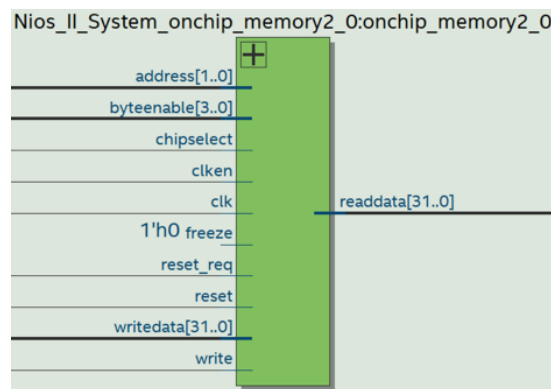 Nios_II_System_onchip_memory2_0:onchip_memory2_0
address[1..0]
byteenable[3..0]
chipselect
clken
clk
readdata[31..0]
1'h0 freeze
reset_req
reset
writedata[31..0]
write